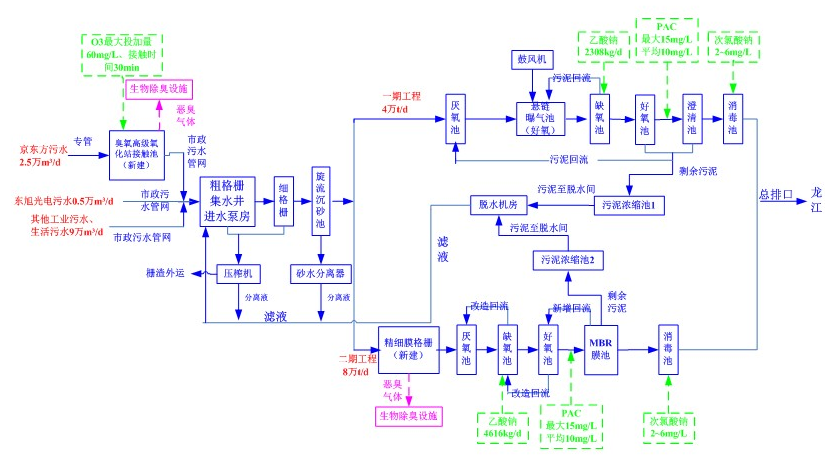 O3最大投加量
60mg/L、接触时
间30min
生物除臭设施
恶臭
气体
京东方污水
2.5万m³/d
专管
臭氧高级氧
化站接触池
(新建)
市政
污水
管网
东旭光电污水0.5万m³/d
市政污
水管网
其他工业污水、
生活污水9万m³/d
市政污水管网
粗格栅
集水井
进水泵房
细格栅
旋流沉砂池
栅渣外运
压榨机
砂水分离器
分离液
分离液
滤液
滤液
一期工程
4万t/d
厌氧池
鼓风机
悬链
曝气池
(好氧)
污泥回流
乙酸钠
2308kg/d
缺氧池
好氧池
PAC
最大15mg/L
平均10mg/L
澄清池
次氯酸钠
2~6mg/L
消毒池
污泥回流
剩余污泥
污泥至脱水间
脱水机房
污泥浓缩池1
污泥至脱水间
污泥浓缩池2
总排口
龙江
剩余
污泥
二期工程
8万t/d
精细膜格栅
(新建)
恶臭
气体
生物除臭设施
厌氧池
改造回流
缺氧池
新增回流
好氧池
MBR
膜池
消毒池
改造回流
乙酸钠
4616kg/d
PAC
最大15mg/L
平均10mg/L
次氯酸钠
2~6mg/L